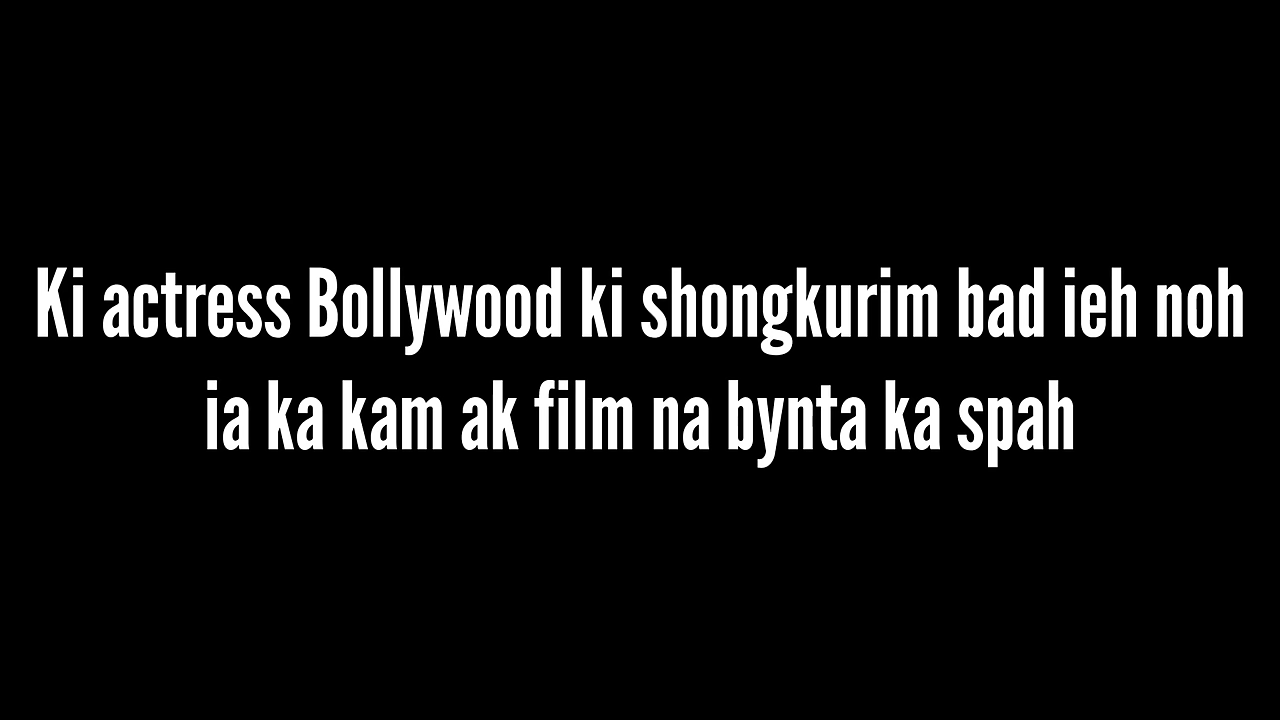 Ki actress Bollywood ki shongkurim bad ieh noh
ia ka kam ak film na bynta ka spah